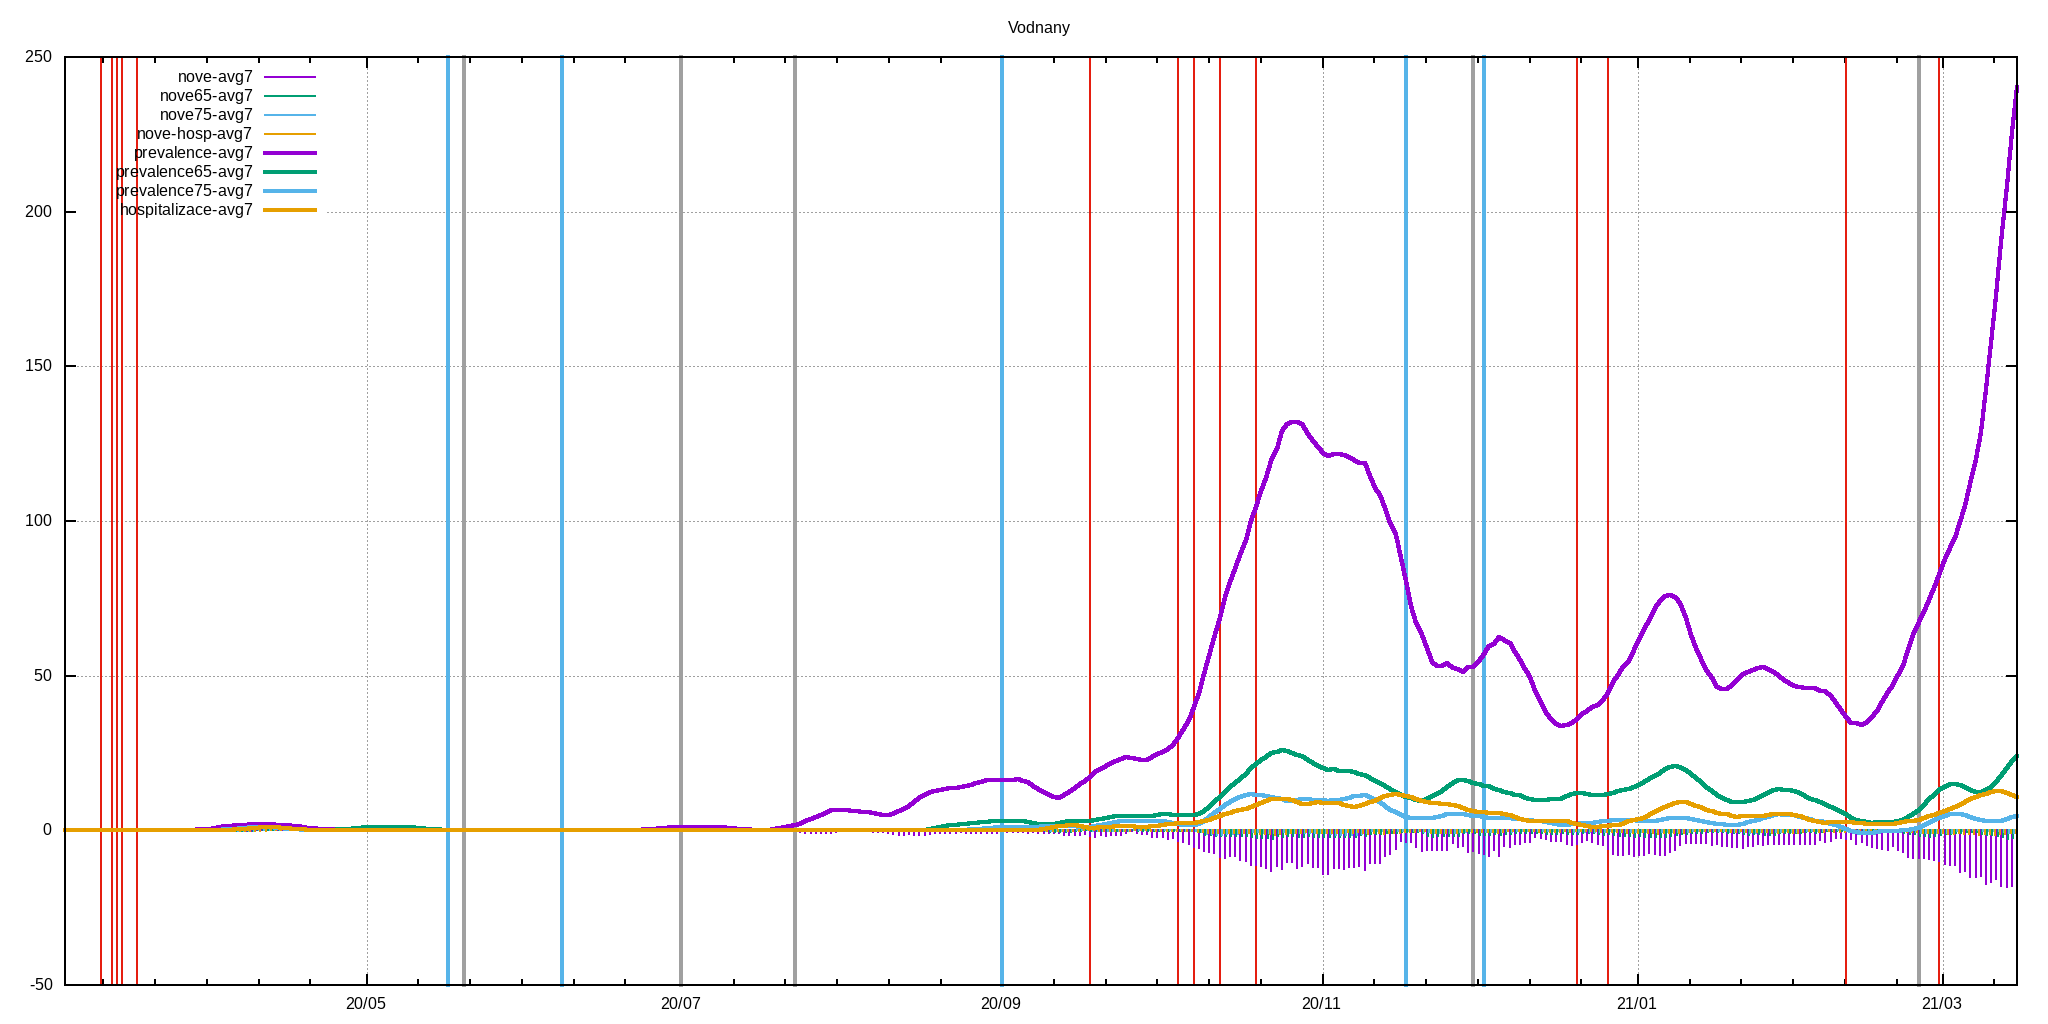 Vodnany
250
200
150
100
50
0
-50
nove-avg7
nove65-avg7
nove75-avg7
nove-hosp-avg7
prevalence-avg7
prevalence65-avg7
prevalence75-avg7
hospitalizace-avg7
20/05 20/07 20/09 20/11 21/01 21/03